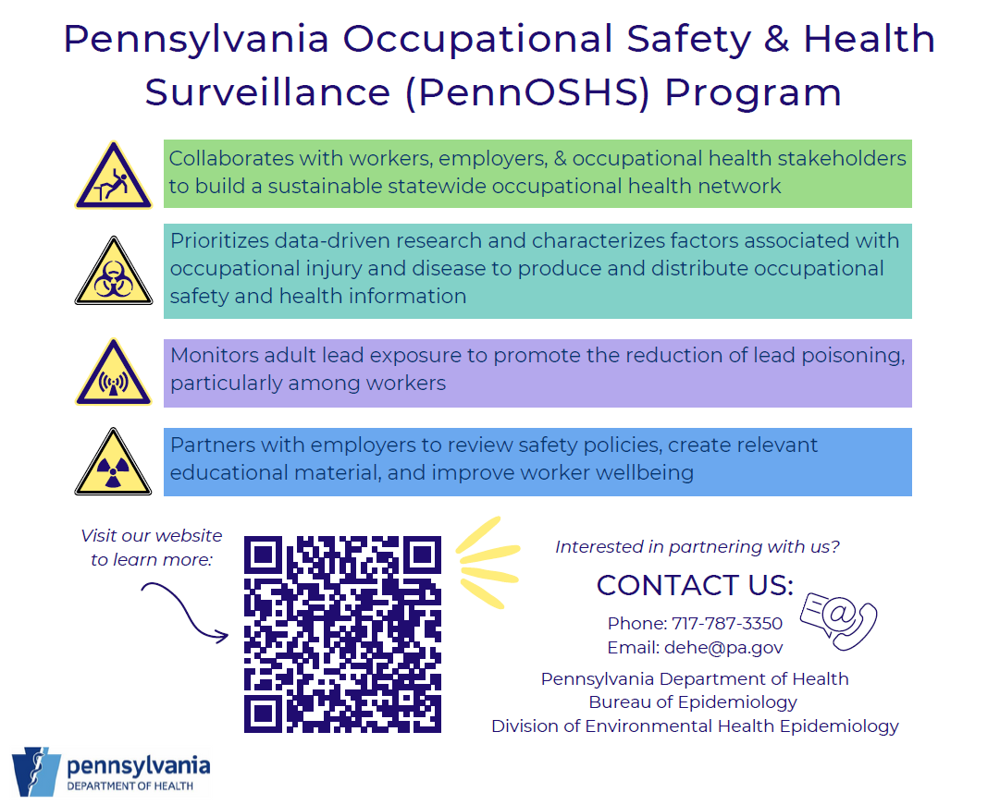 Pennsylvania Occupational Safety & Health
Surveillance (PennOSHS) Program
Collaborates with workers, employers, & occupational health stakeholders
to build a sustainable statewide occupational health network
Prioritizes data-driven research and characterizes factors associated with
occupational injury and disease to produce and distribute occupational
safety and health information
Monitors adult lead exposure to promote the reduction of lead poisoning,
particularly among workers
Partners with employers to review safety policies, create relevant
educational material, and improve worker wellbeing
Visit our website
to learn more:
Interested in partnering with us?
CONTACT US:
Phone: 717-787-3350
Email: dehe@pa.gov
Pennsylvania Department of Health
Bureau of Epidemiology
Division of Environmental Health Epidemiology
pennsylvania
DEPARTMENT OF HEALTH